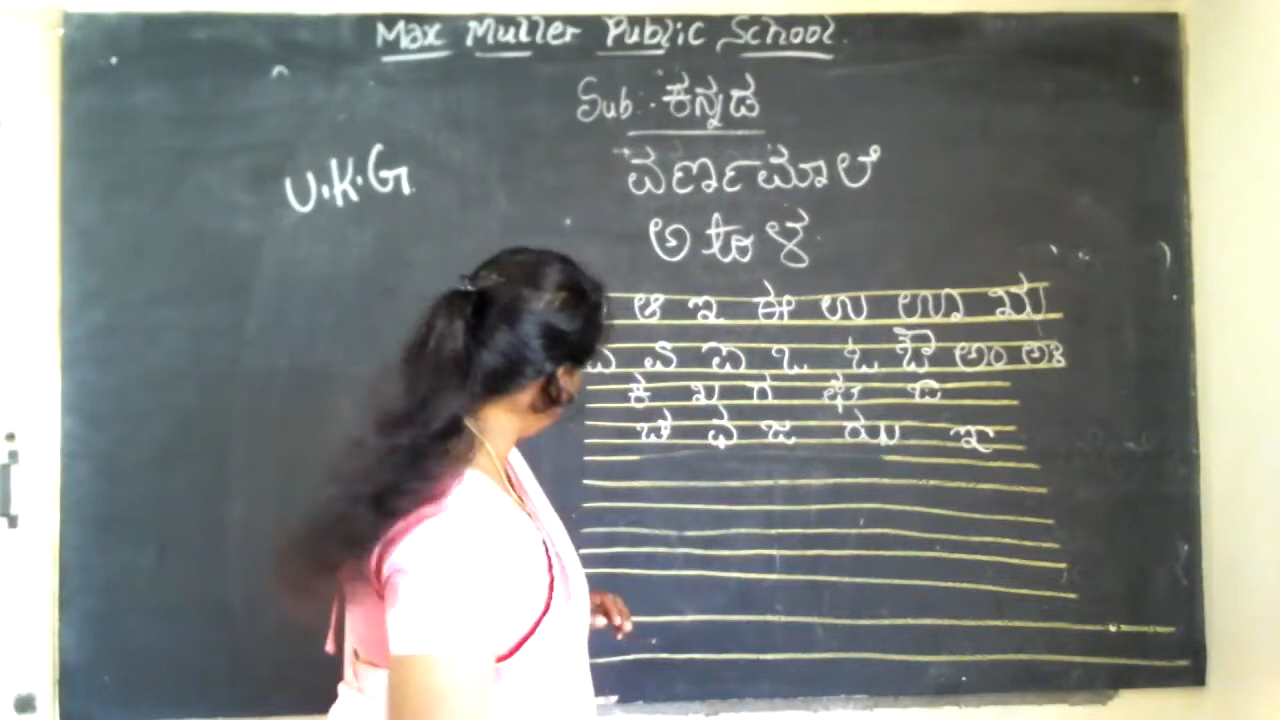 Max Muller Public School
Sub:- ಕನ್ನಡ
U.K.G
ವರ್ಣಮಾಲೆ
ಅ ಳ
ಆ ಇ ಈ ಉ ಊ ಋ
ಎ ಏ ಐ ಒ ಓ ಔ ಅಂ ಅಃ
ಕ ಖ ಗ ಘ ಙ
ಚ ಛ ಜ ಝ ಞ